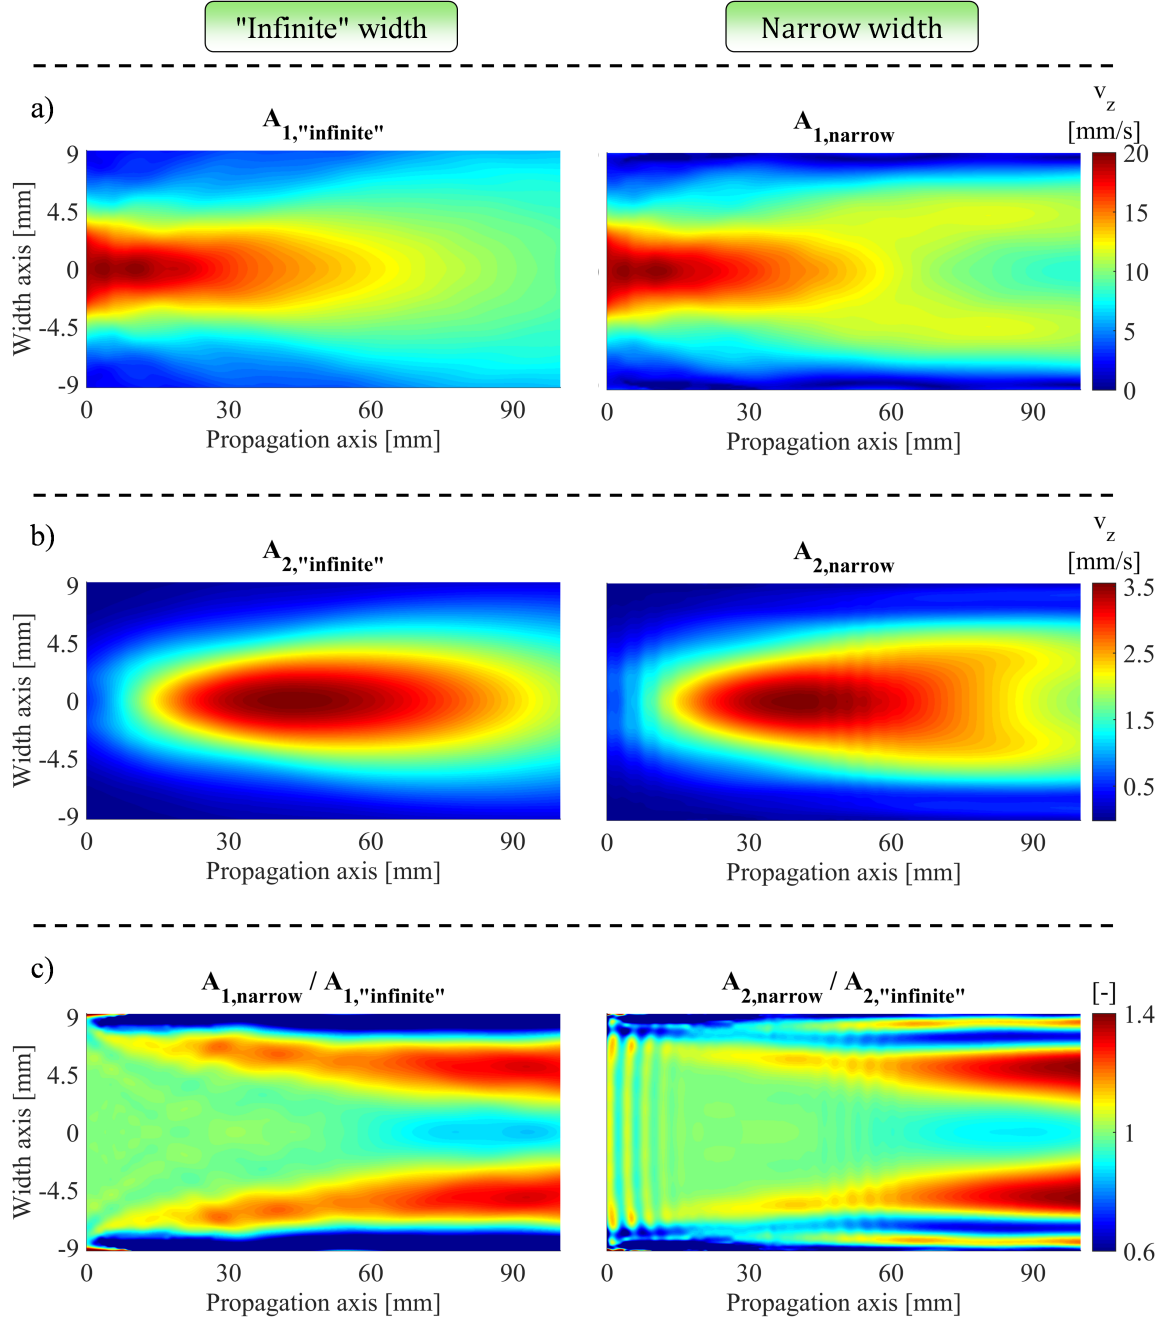 "Infinite" width
Narrow width
a)
A1,"infinite"
A1,narrow
vz
[mm/s]
Width axis [mm]
9
4.5
0
-4.5
-9
0 30 60 90
Propagation axis [mm]
0 30 60 90
Propagation axis [mm]
20
15
10
5
0
b)
A2,"infinite"
A2,narrow
vz
[mm/s]
Width axis [mm]
9
4.5
0
-4.5
-9
0 30 60 90
Propagation axis [mm]
0 30 60 90
Propagation axis [mm]
3.5
2.5
1.5
0.5
c)
A1,narrow / A1,"infinite"
A2,narrow / A2,"infinite"
[-]
Width axis [mm]
9
4.5
0
-4.5
-9
0 30 60 90
Propagation axis [mm]
0 30 60 90
Propagation axis [mm]
1.4
1
0.6